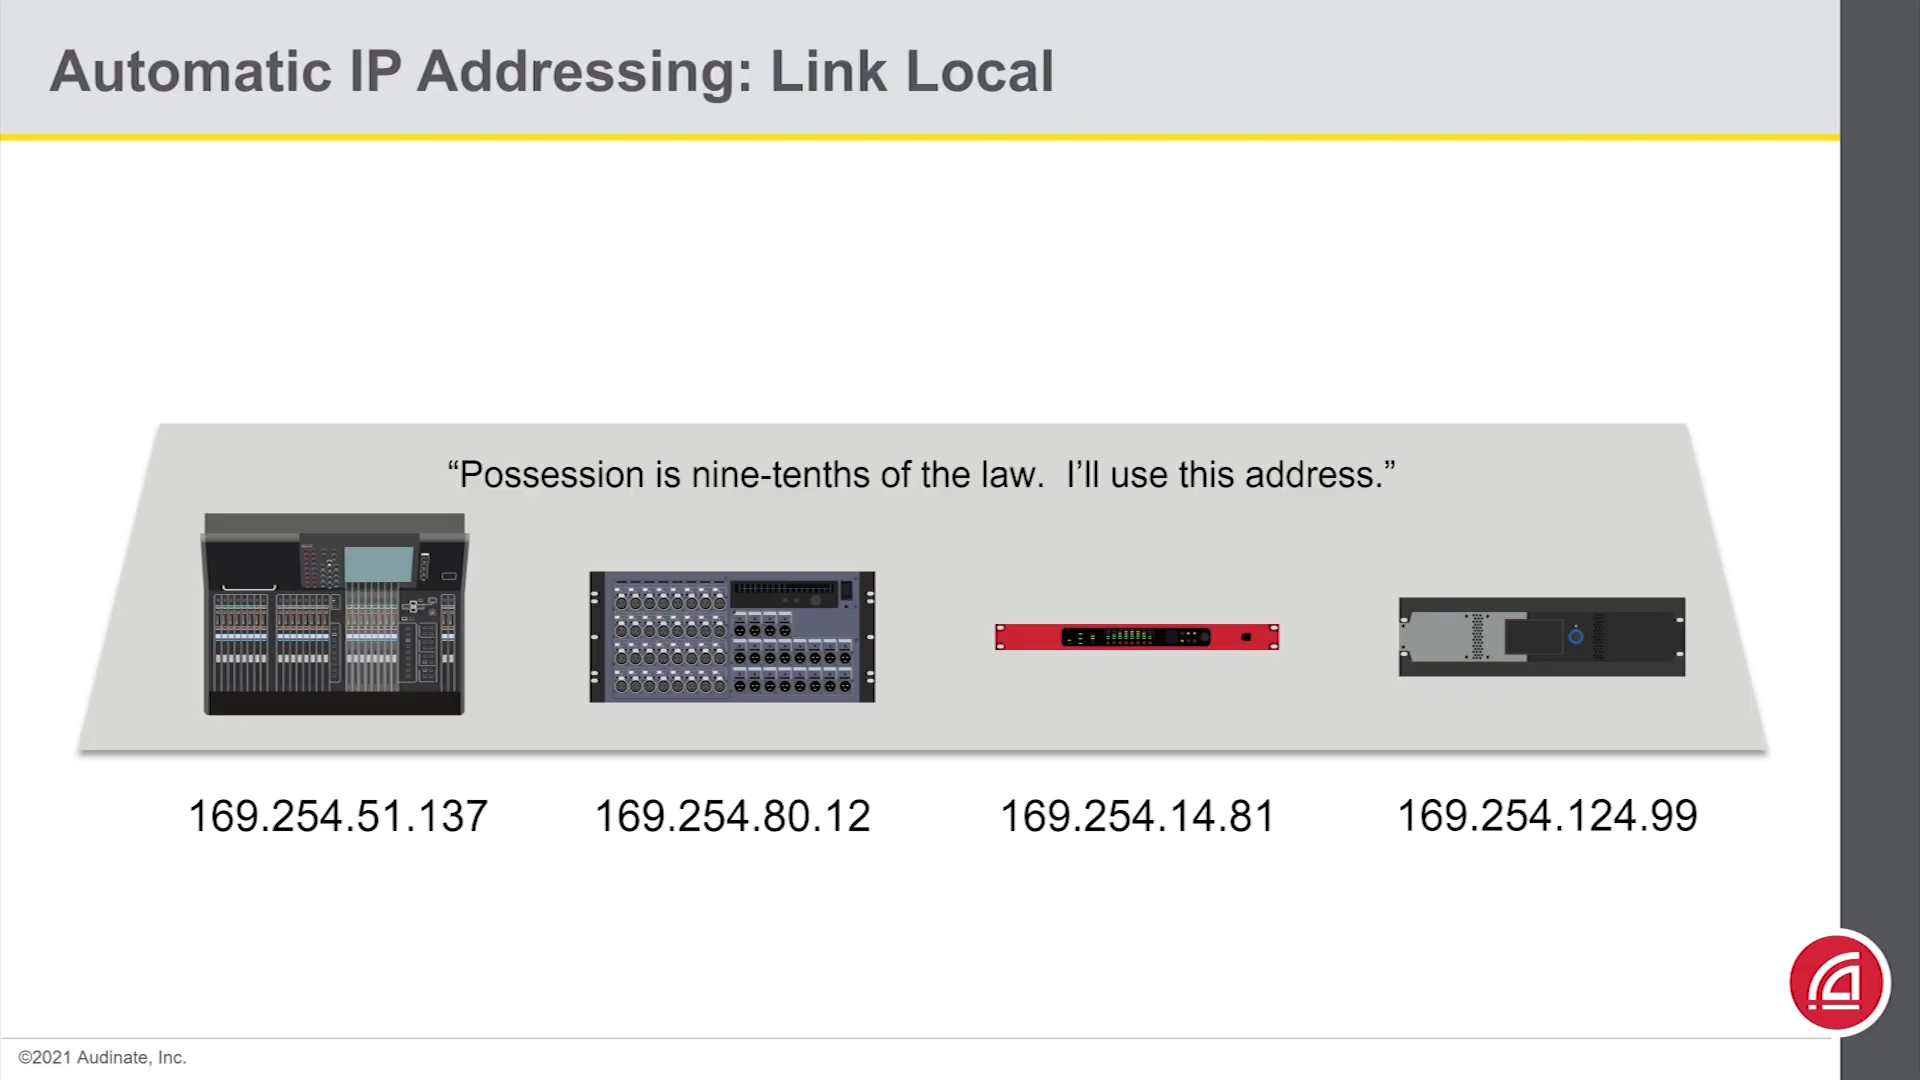 Automatic IP Addressing: Link Local
“Possession is nine-tenths of the law.  I’ll use this address.”
169.254.51.137
169.254.80.12
169.254.14.81
169.254.124.99
©2021 Audinate, Inc.